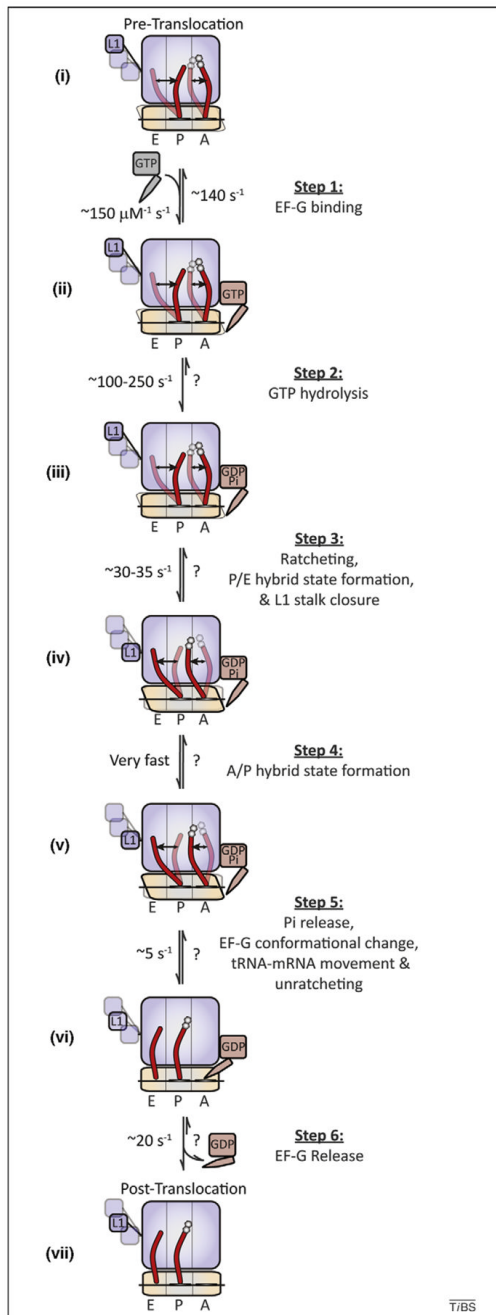 Pre-Translocation
L1
(i)
E P A
GTP
~140 s-1
~150 µM-1 s-1
Step 1:
EF-G binding
L1
(ii)
GTP
E P A
~100-250 s-1 ?
Step 2:
GTP hydrolysis
L1
(iii)
GDP
Pi
E P A
~30-35 s-1 ?
Step 3:
Ratcheting,
P/E hybrid state formation,
& L1 stalk closure
(iv)
L1
GDP
Pi
E P A
Very fast ?
Step 4:
A/P hybrid state formation
(v)
L1
GDP
Pi
E P A
~5 s-1 ?
Step 5:
Pi release,
EF-G conformational change,
tRNA-mRNA movement &
unratcheting
(vi)
L1
GDP
E P A
~20 s-1 ?
GDP
Step 6:
EF-G Release
Post-Translocation
L1
(vii)
E P A
TiBS